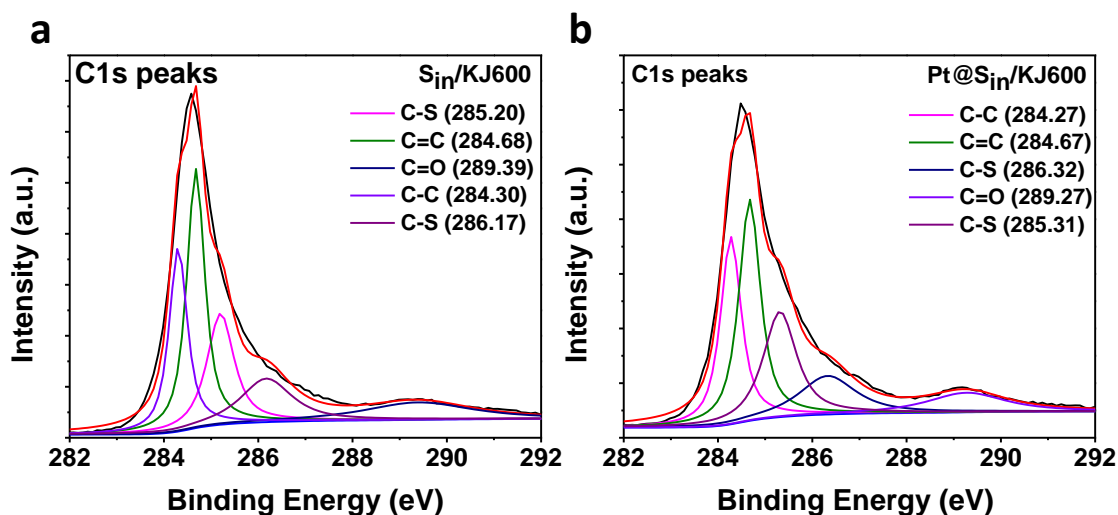 a
C1s peaks
S_in/KJ600
C-S (285.20)
C=C (284.68)
C=O (289.39)
C-C (284.30)
C-S (286.17)
Intensity (a.u.)
282 284 286 288 290 292
Binding Energy (eV)
b
C1s peaks
Pt@S_in/KJ600
C-C (284.27)
C=C (284.67)
C-S (286.32)
C=O (289.27)
C-S (285.31)
Intensity (a.u.)
282 284 286 288 290 292
Binding Energy (eV)